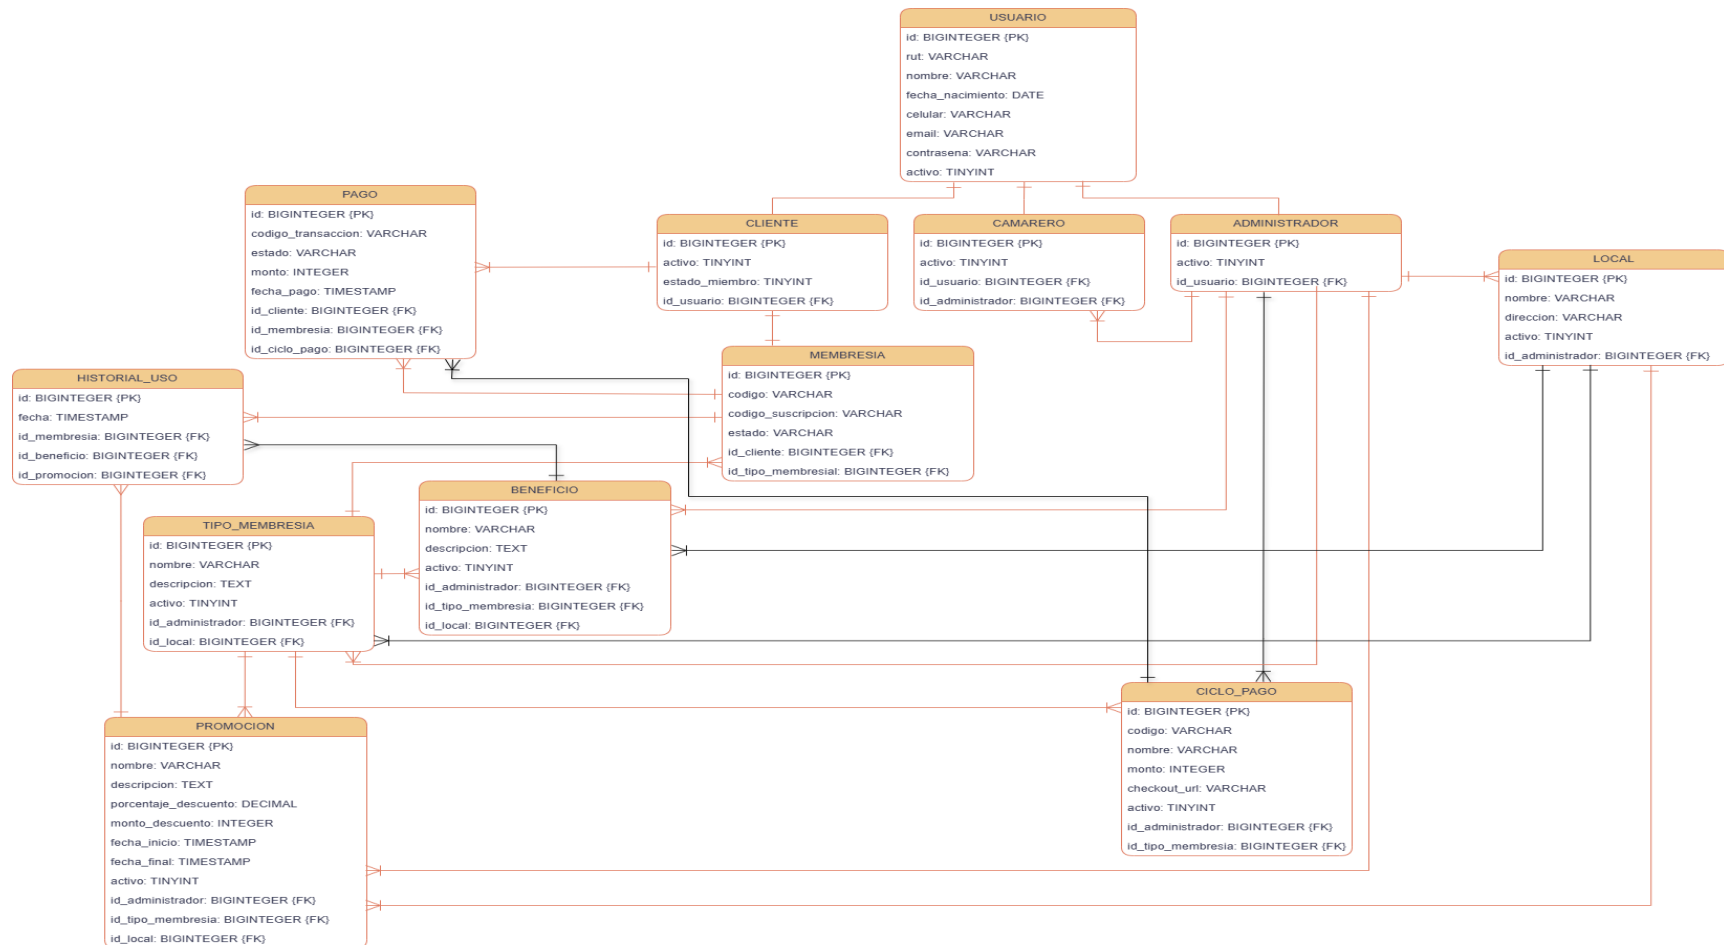 USUARIO
id: BIGINTEGER {PK}
rut: VARCHAR
nombre: VARCHAR
fecha_nacimiento: DATE
celular: VARCHAR
email: VARCHAR
contrasena: VARCHAR
activo: TINYINT
PAGO
id: BIGINTEGER {PK}
codigo_transaccion: VARCHAR
estado: VARCHAR
monto: INTEGER
fecha_pago: TIMESTAMP
id_cliente: BIGINTEGER {FK}
id_membresia: BIGINTEGER {FK}
id_ciclo_pago: BIGINTEGER {FK}
CLIENTE
id: BIGINTEGER {PK}
activo: TINYINT
estado_miembro: TINYINT
id_usuario: BIGINTEGER {FK}
CAMARERO
id: BIGINTEGER {PK}
activo: TINYINT
id_usuario: BIGINTEGER {FK}
id_administrador: BIGINTEGER {FK}
ADMINISTRADOR
id: BIGINTEGER {PK}
activo: TINYINT
id_usuario: BIGINTEGER {FK}
LOCAL
id: BIGINTEGER {PK}
nombre: VARCHAR
direccion: VARCHAR
activo: TINYINT
id_administrador: BIGINTEGER {FK}
MEMBRESIA
id: BIGINTEGER {PK}
codigo: VARCHAR
codigo_suscripcion: VARCHAR
estado: VARCHAR
id_cliente: BIGINTEGER {FK}
id_tipo_membresial: BIGINTEGER {FK}
HISTORIAL_USO
id: BIGINTEGER {PK}
fecha: TIMESTAMP
id_membresia: BIGINTEGER {FK}
id_beneficio: BIGINTEGER {FK}
id_promocion: BIGINTEGER {FK}
BENEFICIO
id: BIGINTEGER {PK}
nombre: VARCHAR
descripcion: TEXT
activo: TINYINT
id_administrador: BIGINTEGER {FK}
id_tipo_membresia: BIGINTEGER {FK}
id_local: BIGINTEGER {FK}
TIPO_MEMBRESIA
id: BIGINTEGER {PK}
nombre: VARCHAR
descripcion: TEXT
activo: TINYINT
id_administrador: BIGINTEGER {FK}
id_local: BIGINTEGER {FK}
CICLO_PAGO
id: BIGINTEGER {PK}
codigo: VARCHAR
nombre: VARCHAR
monto: INTEGER
checkout_url: VARCHAR
activo: TINYINT
id_administrador: BIGINTEGER {FK}
id_tipo_membresia: BIGINTEGER {FK}
PROMOCION
id: BIGINTEGER {PK}
nombre: VARCHAR
descripcion: TEXT
porcentaje_descuento: DECIMAL
monto_descuento: INTEGER
fecha_inicio: TIMESTAMP
fecha_final: TIMESTAMP
activo: TINYINT
id_administrador: BIGINTEGER {FK}
id_tipo_membresia: BIGINTEGER {FK}
id_local: BIGINTEGER {FK}